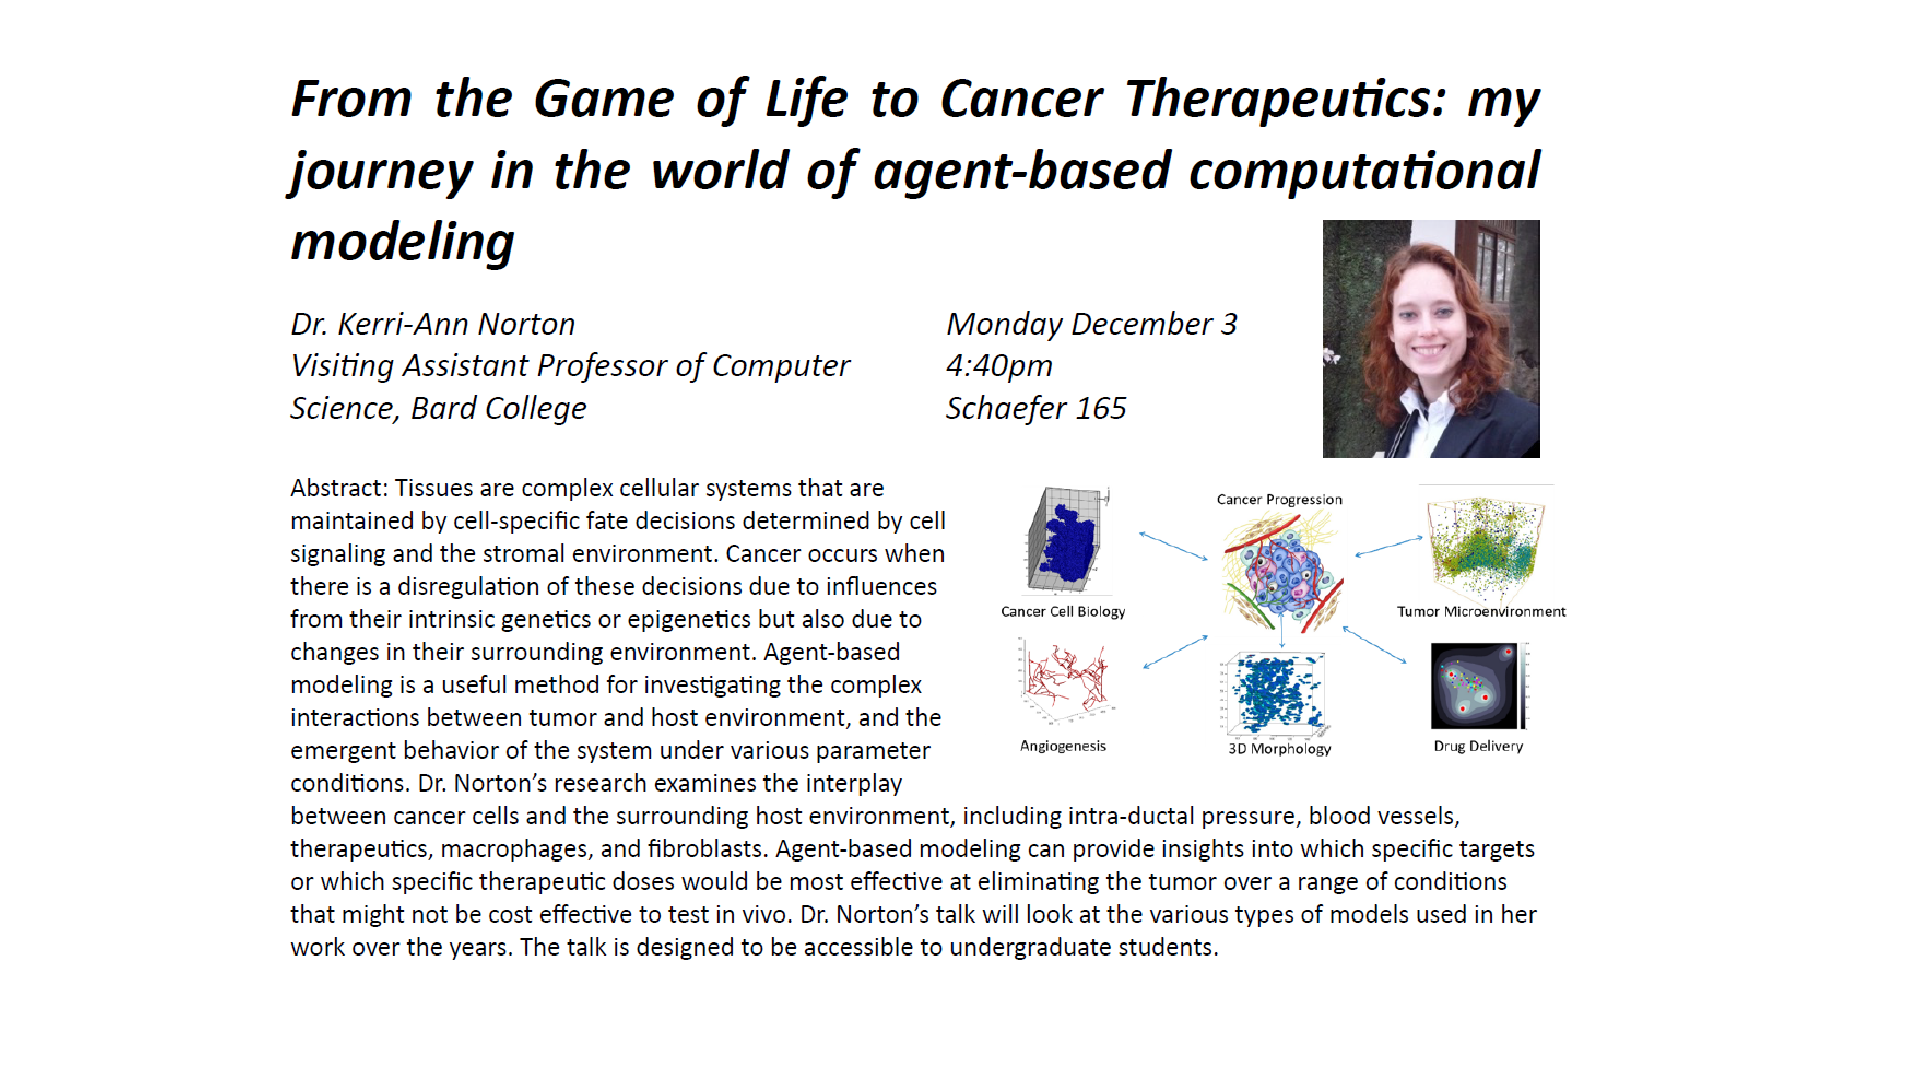 From the Game of Life to Cancer Therapeutics: my
journey in the world of agent-based computational
modeling
Dr. Kerri-Ann Norton
Visiting Assistant Professor of Computer
Science, Bard College
Monday December 3
4:40pm
Schaefer 165
Abstract: Tissues are complex cellular systems that are
maintained by cell-specific fate decisions determined by cell
signaling and the stromal environment. Cancer occurs when
there is a disregulation of these decisions due to influences
from their intrinsic genetics or epigenetics but also due to
changes in their surrounding environment. Agent-based
modeling is a useful method for investigating the complex
interactions between tumor and host environment, and the
emergent behavior of the system under various parameter
conditions. Dr. Norton's research examines the interplay
between cancer cells and the surrounding host environment, including intra-ductal pressure, blood vessels,
therapeutics, macrophages, and fibroblasts. Agent-based modeling can provide insights into which specific targets
or which specific therapeutic doses would be most effective at eliminating the tumor over a range of conditions
that might not be cost effective to test in vivo. Dr. Norton's talk will look at the various types of models used in her
work over the years. The talk is designed to be accessible to undergraduate students.
Cancer Progression
Cancer Cell Biology
Tumor Microenvironment
Angiogenesis
3D Morphology
Drug Delivery